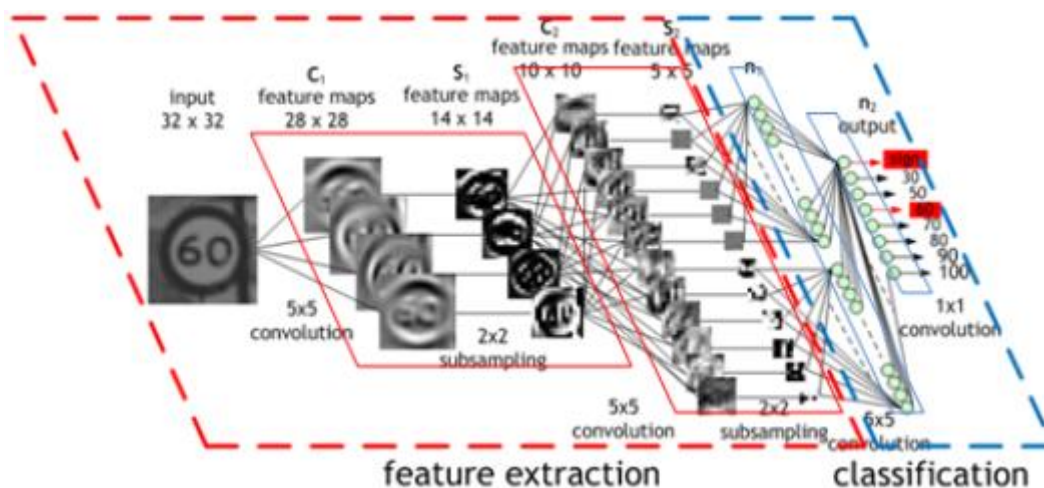 input
32 x 32
C1
feature maps
28 x 28
S1
feature maps
14 x 14
C2
feature maps
10 x 10
S2
feature maps
5 x 5
n1
n2
output
60
30
50
60
70
80
90
100
5x5
convolution
2x2
subsampling
5x5
convolution
2x2
subsampling
6x5
convolution
1x1
convolution
feature extraction
classification